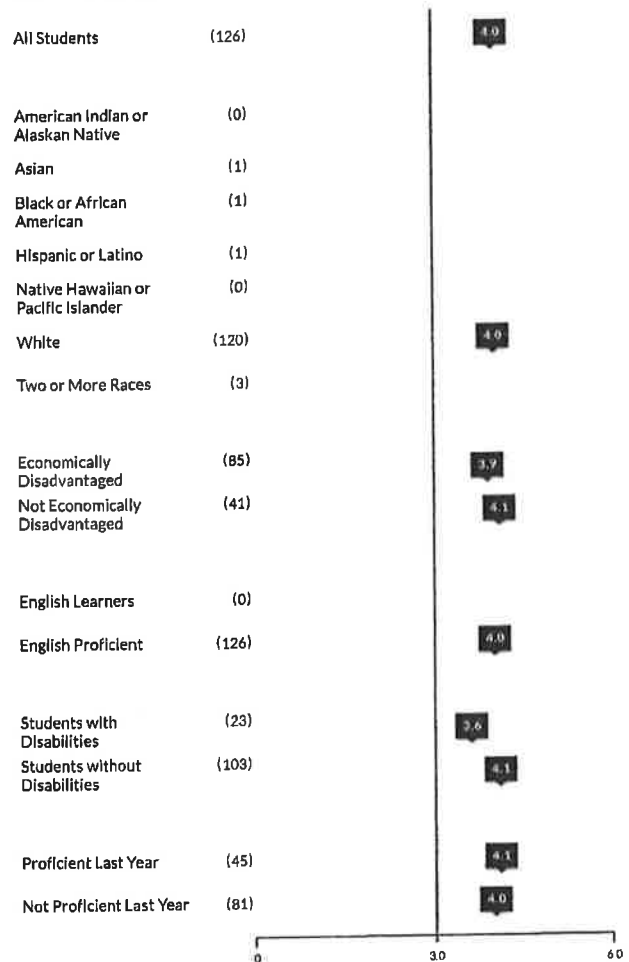 All Students (126) 4.0
American Indian or (0)
Alaskan Native
Asian (1)
Black or African (1)
American
Hispanic or Latino (1)
Native Hawaiian or (0)
Pacific Islander
White (120) 4.0
Two or More Races (3)
Economically (85) 3.9
Disadvantaged
Not Economically (41) 4.1
Disadvantaged
English Learners (0)
English Proficient (126) 4.0
Students with (23) 3.6
Disabilities
Students without (103) 4.1
Disabilities
Proficient Last Year (45) 4.1
Not Proficient Last Year (81) 4.0
0 3.0 6.0